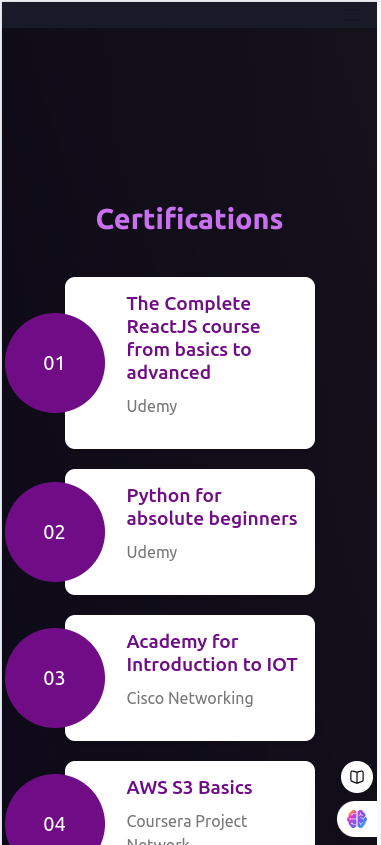 Certifications
The Complete
ReactJS course
from basics to
advanced
01
Udemy
Python for
absolute beginners
02
Udemy
Academy for
Introduction to IOT
03
Cisco Networking
AWS S3 Basics
04
Coursera Project
Network